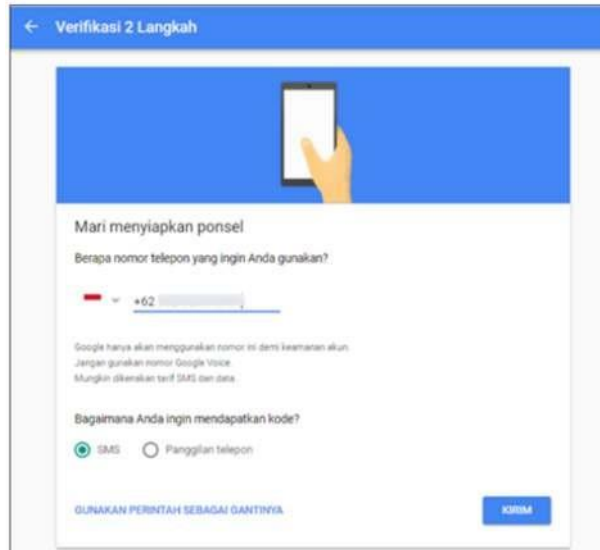 Verifikasi 2 Langkah
Mari menyiapkan ponsel
Berapa nomor telepon yang ingin Anda gunakan?
+62
Google hanya akan menggunakan nomor ini demi keamanan akun.
Jangan gunakan nomor Google Voice.
Mungkin dikenakan tarif SMS dan data.
Bagaimana Anda ingin mendapatkan kode?
SMS Panggilan telepon
GUNAKAN PERINTAH SEBAGAI GANTINYA KIRIM